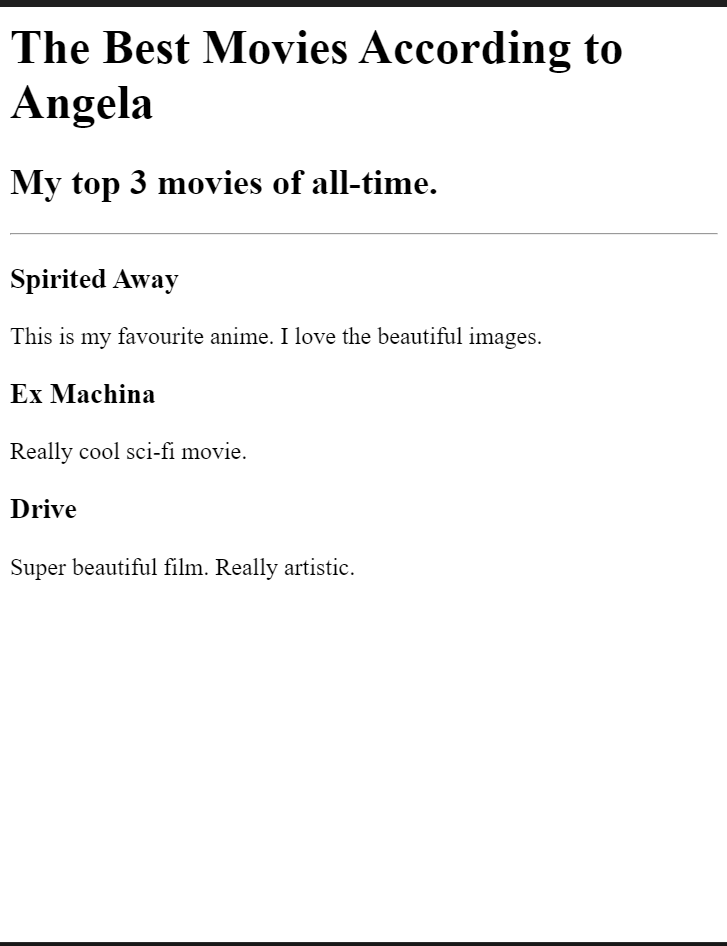 The Best Movies According to
Angela
My top 3 movies of all-time.
Spirited Away
This is my favourite anime. I love the beautiful images.
Ex Machina
Really cool sci-fi movie.
Drive
Super beautiful film. Really artistic.